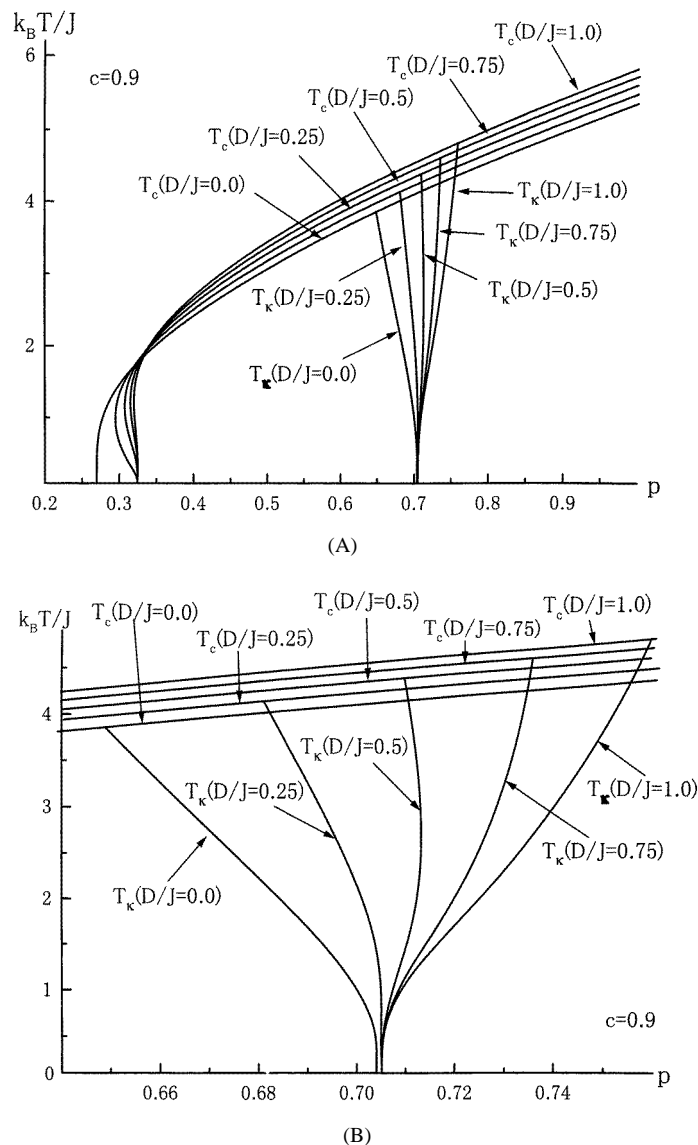 k_BT/J
6
4
2
c=0.9
T_c(D/J=1.0)
T_c(D/J=0.75)
T_c(D/J=0.5)
T_c(D/J=0.25)
T_c(D/J=0.0)
T_κ(D/J=1.0)
T_κ(D/J=0.75)
T_κ(D/J=0.5)
T_κ(D/J=0.25)
T_κ(D/J=0.0)
0.2 0.3 0.4 0.5 0.6 0.7 0.8 0.9 p
(A)
k_BT/J
T_c(D/J=0.0)
T_c(D/J=0.25)
T_c(D/J=0.5)
T_c(D/J=0.75)
T_c(D/J=1.0)
4
3
2
1
0
T_κ(D/J=0.5)
T_κ(D/J=0.25)
T_κ(D/J=1.0)
T_κ(D/J=0.75)
T_κ(D/J=0.0)
c=0.9
0.66 0.68 0.70 0.72 0.74 p
(B)